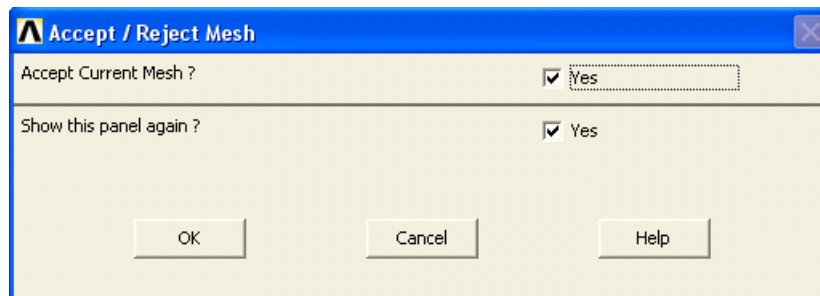 Accept / Reject Mesh
Accept Current Mesh ? Yes
Show this panel again ? Yes
OK Cancel Help